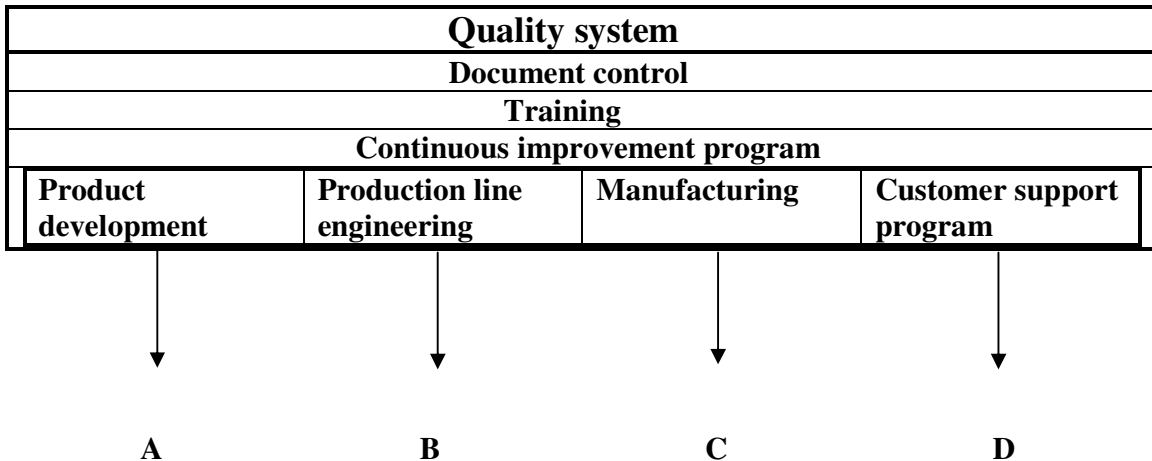 Quality system
Document control
Training
Continuous improvement program
Product
development
Production line
engineering
Manufacturing
Customer support
program
A B C D